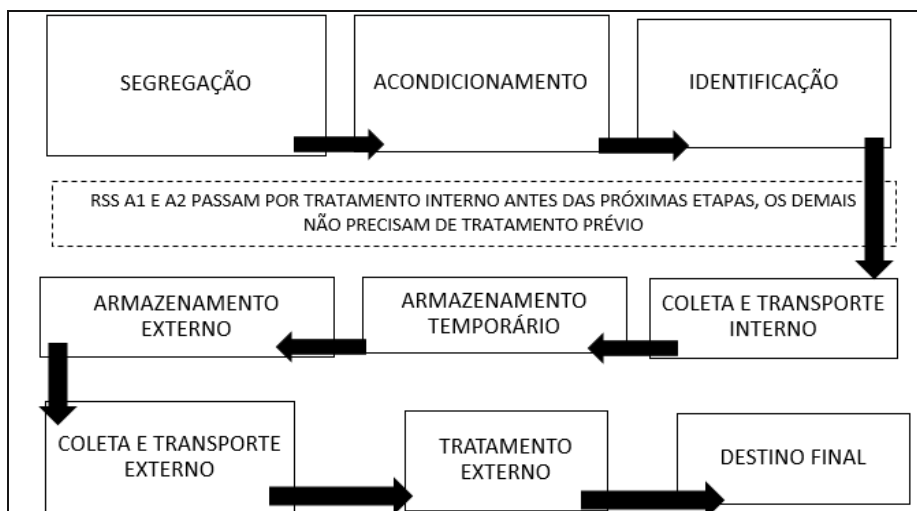 SEGREGAÇÃO
ACONDICIONAMENTO
IDENTIFICAÇÃO
RSS A1 E A2 PASSAM POR TRATAMENTO INTERNO ANTES DAS PRÓXIMAS ETAPAS, OS DEMAIS
NÃO PRECISAM DE TRATAMENTO PRÉVIO
COLETA E TRANSPORTE
INTERNO
ARMAZENAMENTO
TEMPORÁRIO
ARMAZENAMENTO
EXTERNO
COLETA E TRANSPORTE
EXTERNO
TRATAMENTO
EXTERNO
DESTINO FINAL